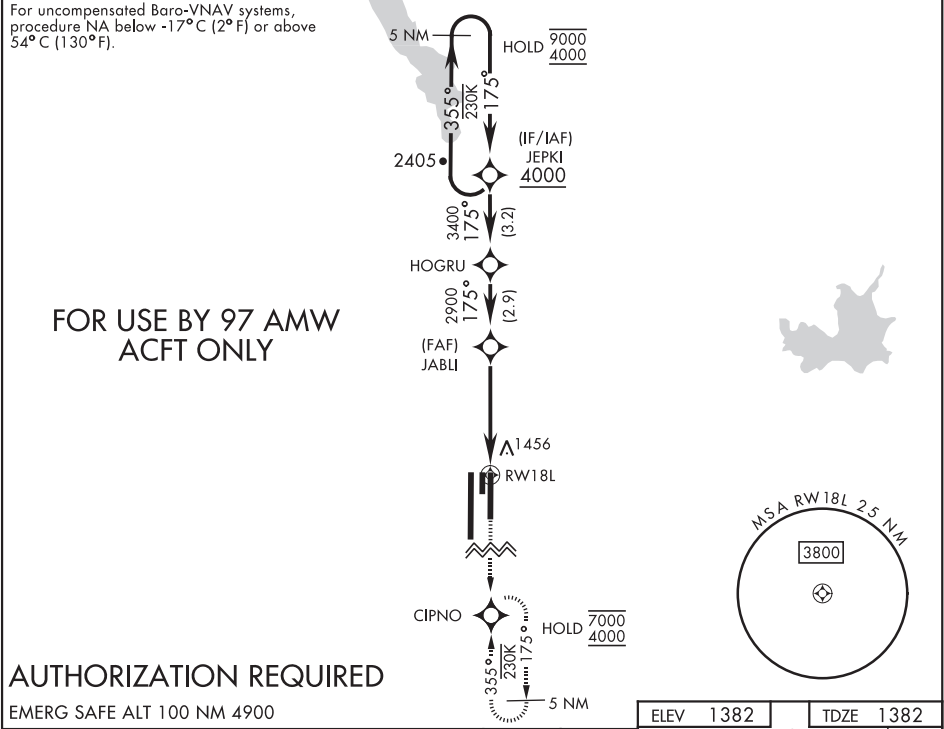 For uncompensated Baro-VNAV systems,
procedure NA below -17°C (2°F) or above
54°C (130°F).
5 NM
HOLD 9000
4000
355°
230K
175°
(IF/IAF)
JEPKI
4000
2405
3400
175°
(3.2)
HOGRU
2900
175°
(2.9)
FOR USE BY 97 AMW
ACFT ONLY
(FAF)
JABLI
1456
RW18L
MSA RW18L 25 NM
3800
CIPNO
HOLD 7000
4000
355°
230K
175°
5 NM
AUTHORIZATION REQUIRED
EMERG SAFE ALT 100 NM 4900
ELEV 1382
TDZE 1382